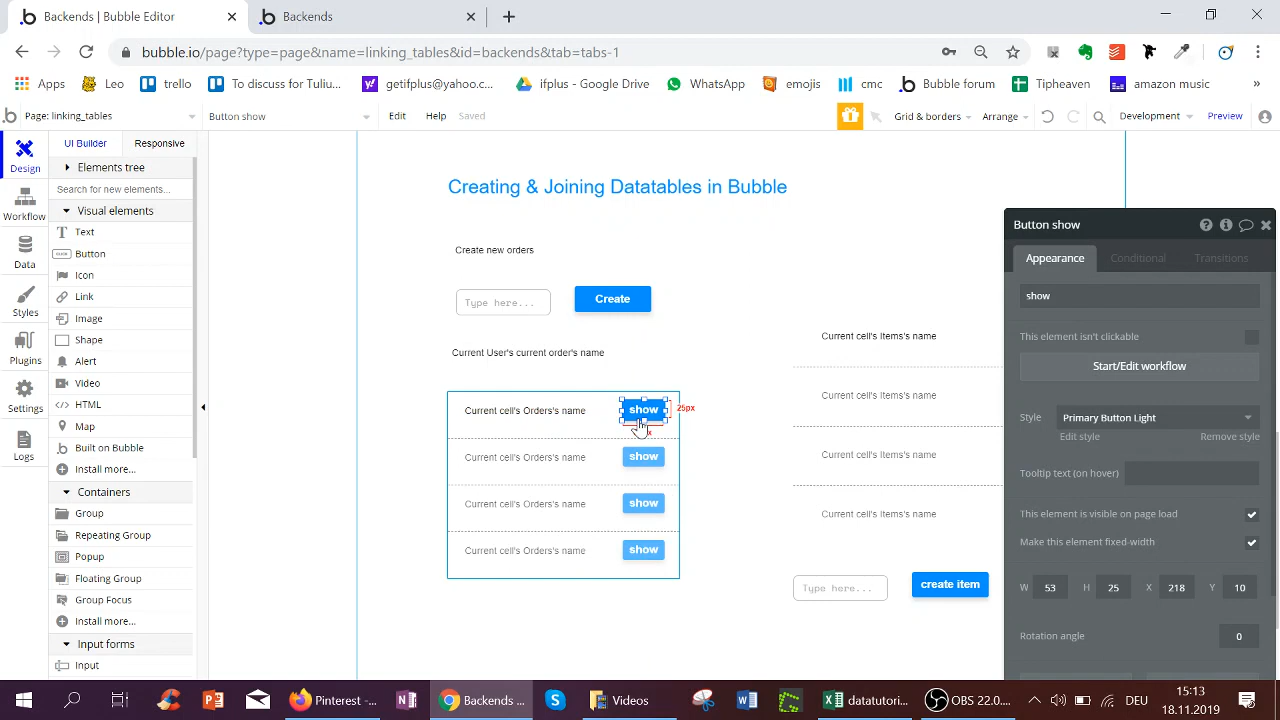 Backends | Bubble Editor
Backends
bubble.io/page?type=page&name=linking_tables&id=backends&tab=tabs-1
Apps
Leo
trello
To discuss for Tuliu...
getifplus@yahoo.c...
ifplus - Google Drive
WhatsApp
emojis
cmc
Bubble forum
Tipheaven
amazon music
Page: linking_tables
Button show
Edit
Help
Saved
Grid & borders
Arrange
Development
Preview
Design
Workflow
Data
Styles
Plugins
Settings
Logs
UI Builder
Responsive
Elements tree
Search for new elements...
Visual elements
Text
CLICK
Button
Icon
Link
Image
Shape
Alert
Video
HTML
Map
Built on Bubble
Install more...
Containers
Group
Repeating Group
Popup
Floating Group
Group Focus
Install more...
Input forms
Input
Creating & Joining Datatables in Bubble
Create new orders
Type here...
Create
Current User's current order's name
Current cell's Orders's name
show
25px
Current cell's Orders's name
show
Current cell's Orders's name
show
Current cell's Orders's name
show
Current cell's Items's name
Current cell's Items's name
Current cell's Items's name
Current cell's Items's name
Type here...
create item
Button show
Appearance
Conditional
Transitions
show
This element isn't clickable
Start/Edit workflow
Style
Primary Button Light
Edit style
Remove style
Tooltip text (on hover)
This element is visible on page load
Make this element fixed-width
W 53 H 25 X 218 Y 10
Rotation angle
0
Pinterest -...
Backends ...
Videos
datatutori...
OBS 22.0....
DEU
15:13
18.11.2019